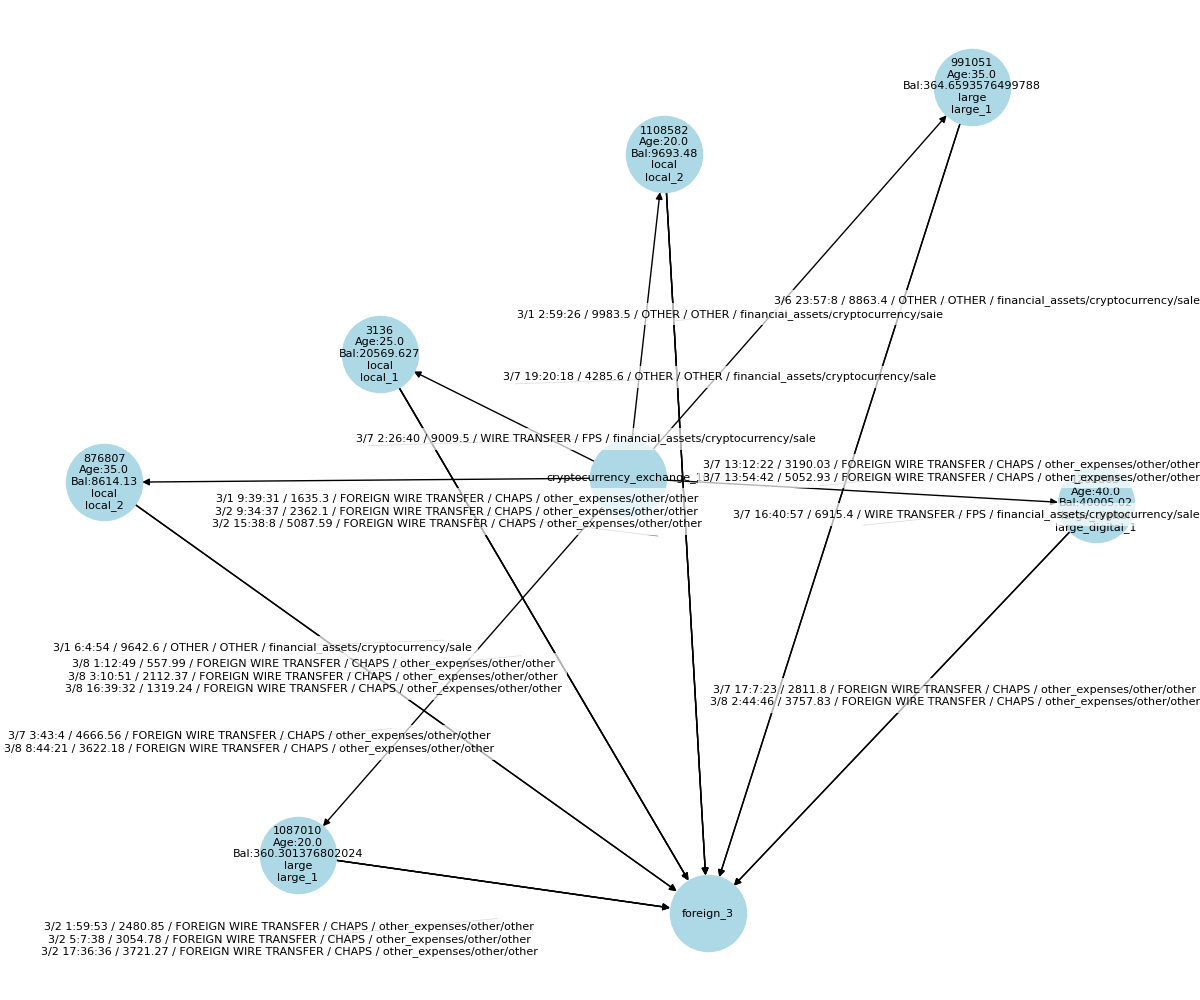 991051
Age:35.0
Bal:364.6593576499788
large
large_1
1108582
Age:20.0
Bal:9693.48
local
local_2
3/6 23:57:8 / 8863.4 / OTHER / OTHER / financial_assets/cryptocurrency/sale
3/1 2:59:26 / 9983.5 / OTHER / OTHER / financial_assets/cryptocurrency/sale
3136
Age:25.0
Bal:20569.627
local
local_1
3/7 19:20:18 / 4285.6 / OTHER / OTHER / financial_assets/cryptocurrency/sale
3/7 2:26:40 / 9009.5 / WIRE TRANSFER / FPS / financial_assets/cryptocurrency/sale
876807
Age:35.0
Bal:8614.13
local
local_2
cryptocurrency_exchange_
3/7 13:12:22 / 3190.03 / FOREIGN WIRE TRANSFER / CHAPS / other_expenses/other/other
3/7 13:54:42 / 5052.93 / FOREIGN WIRE TRANSFER / CHAPS / other_expenses/other/other
Age:40.0
Bal:40005.02
3/7 16:40:57 / 6915.4 / WIRE TRANSFER / FPS / financial_assets/cryptocurrency/sale
large_digital_1
3/1 9:39:31 / 1635.3 / FOREIGN WIRE TRANSFER / CHAPS / other_expenses/other/other
3/2 9:34:37 / 2362.1 / FOREIGN WIRE TRANSFER / CHAPS / other_expenses/other/other
3/2 15:38:8 / 5087.59 / FOREIGN WIRE TRANSFER / CHAPS / other_expenses/other/other
3/1 6:4:54 / 9642.6 / OTHER / OTHER / financial_assets/cryptocurrency/sale
3/8 1:12:49 / 557.99 / FOREIGN WIRE TRANSFER / CHAPS / other_expenses/other/other
3/8 3:10:51 / 2112.37 / FOREIGN WIRE TRANSFER / CHAPS / other_expenses/other/other
3/8 16:39:32 / 1319.24 / FOREIGN WIRE TRANSFER / CHAPS / other_expenses/other/other
3/7 17:7:23 / 2811.8 / FOREIGN WIRE TRANSFER / CHAPS / other_expenses/other/other
3/8 2:44:46 / 3757.83 / FOREIGN WIRE TRANSFER / CHAPS / other_expenses/other/other
3/7 3:43:4 / 4666.56 / FOREIGN WIRE TRANSFER / CHAPS / other_expenses/other/other
3/8 8:44:21 / 3622.18 / FOREIGN WIRE TRANSFER / CHAPS / other_expenses/other/other
1087010
Age:20.0
Bal:360.301376802024
large
large_1
foreign_3
3/2 1:59:53 / 2480.85 / FOREIGN WIRE TRANSFER / CHAPS / other_expenses/other/other
3/2 5:7:38 / 3054.78 / FOREIGN WIRE TRANSFER / CHAPS / other_expenses/other/other
3/2 17:36:36 / 3721.27 / FOREIGN WIRE TRANSFER / CHAPS / other_expenses/other/other